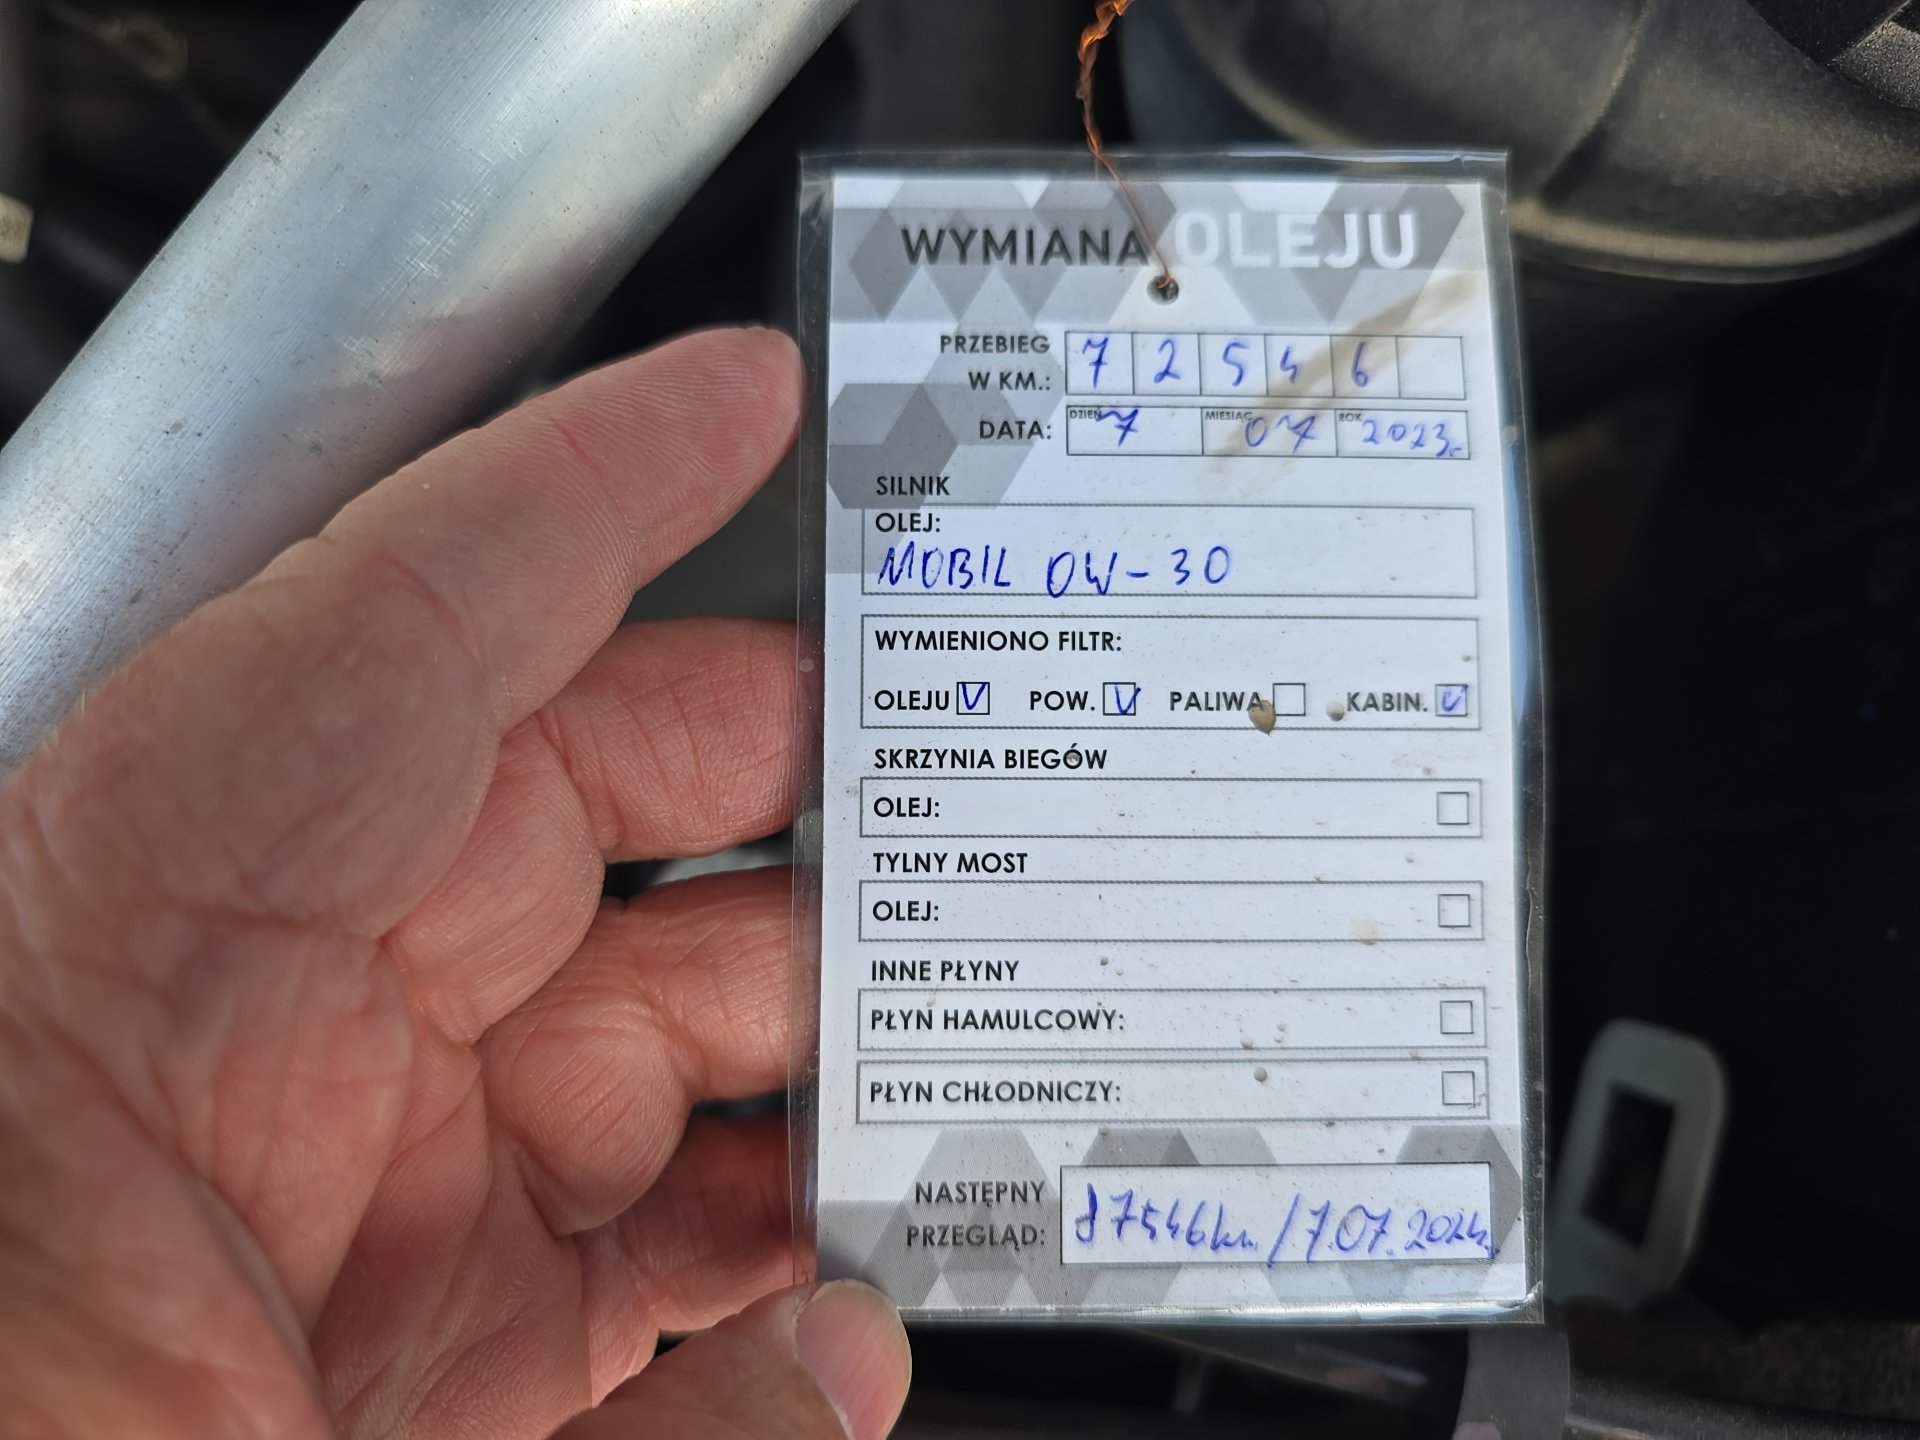 WYMIANA OLEJU
PRZEBIEG
W KM.: 7 2 5 4 6
DATA: DZIEŃ 7 MIESIĄC 07 ROK 2023r.
SILNIK
OLEJ:
MOBIL 0W-30
WYMIENIONO FILTR:
OLEJU V POW. V PALIWA KABIN. V
SKRZYNIA BIEGÓW
OLEJ:
TYLNY MOST
OLEJ:
INNE PŁYNY
PŁYN HAMULCOWY:
PŁYN CHŁODNICZY:
NASTĘPNY
PRZEGLĄD: 87546km / 7.07.2024r.